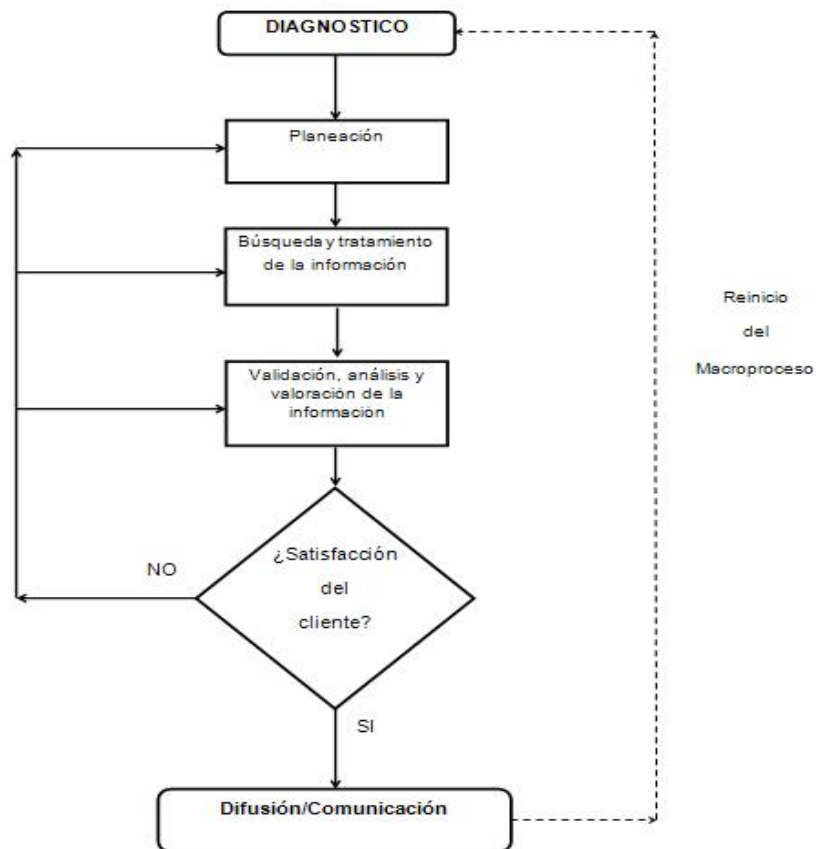 DIAGNOSTICO
Planeación
Búsqueda y tratamiento
de la información
Validación, análisis y
valoración de la
información
¿Satisfacción
del
cliente?
NO
SI
Difusión/Comunicación
Reinicio
del
Macroproceso